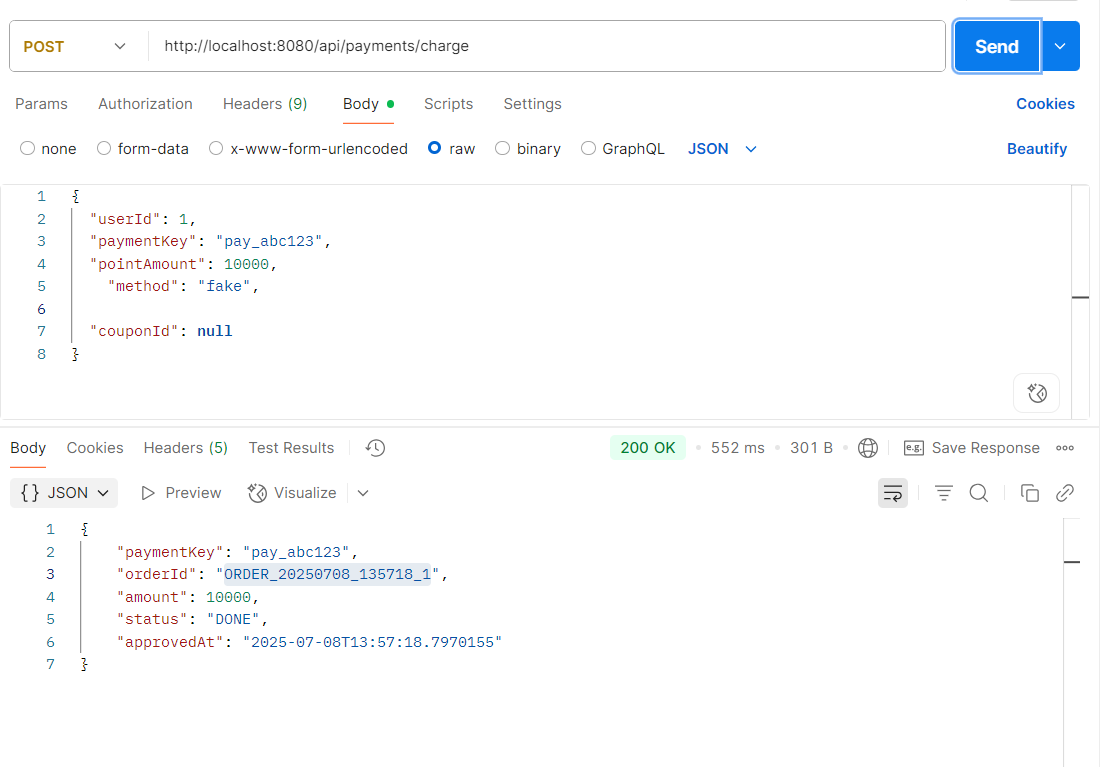 POST http://localhost:8080/api/payments/charge Send
Params Authorization Headers (9) Body Scripts Settings Cookies
none form-data x-www-form-urlencoded raw binary GraphQL JSON Beautify
1 {
2 "userId": 1,
3 "paymentKey": "pay_abc123",
4 "pointAmount": 10000,
5 "method": "fake",
6
7 "couponId": null
8 }
Body Cookies Headers (5) Test Results 200 OK • 552 ms • 301 B • e.g. Save Response
{} JSON Preview Visualize
1 {
2 "paymentKey": "pay_abc123",
3 "orderId": "ORDER_20250708_135718_1",
4 "amount": 10000,
5 "status": "DONE",
6 "approvedAt": "2025-07-08T13:57:18.7970155"
7 }